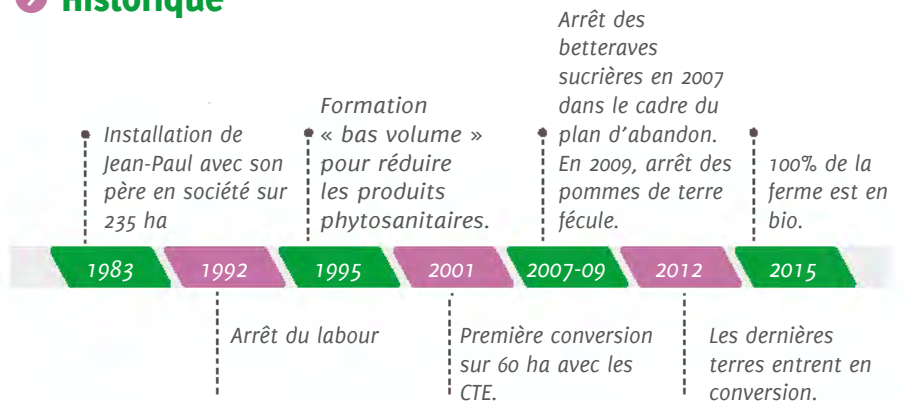 Historique
Arrêt des
betteraves
sucrières en 2007
dans le cadre du
plan d'abandon.
En 2009, arrêt des
pommes de terre
fécule.
Formation
« bas volume »
pour réduire
les produits
phytosanitaires.
Installation de
Jean-Paul avec son
père en société sur
235 ha
100% de la
ferme est en
bio.
1983
1992
1995
2001
2007-09
2012
2015
Arrêt du labour
Première conversion
sur 60 ha avec les
CTE.
Les dernières
terres entrent en
conversion.